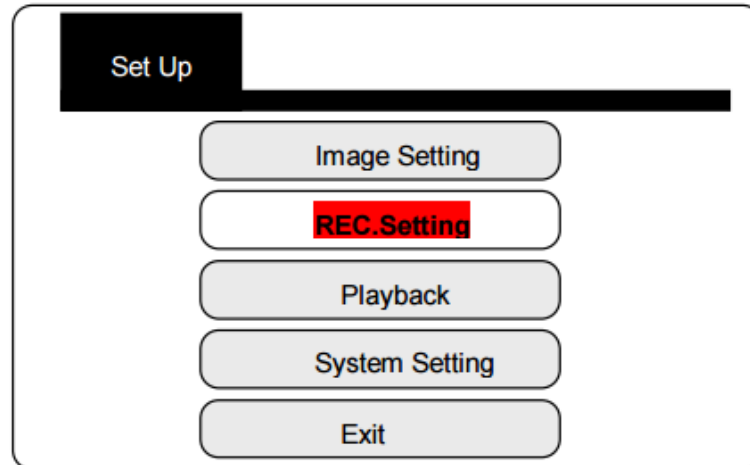 Set Up
Image Setting
REC.Setting
Playback
System Setting
Exit